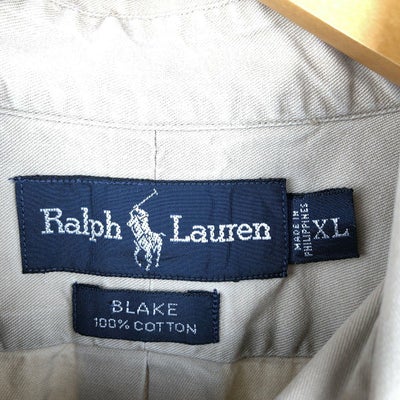 Ralph Lauren
MADE IN
PHILIPPINES
XL
BLAKE
100% COTTON